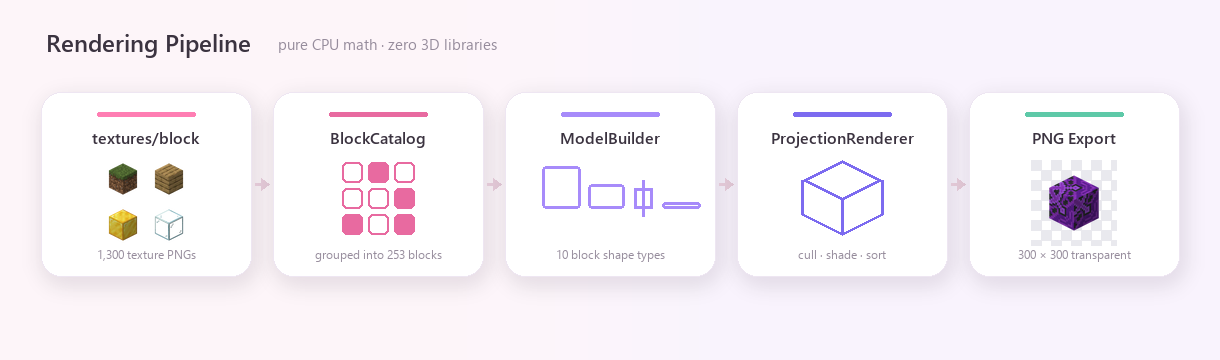 Rendering Pipeline
pure CPU math · zero 3D libraries
textures/block
1,300 texture PNGs
BlockCatalog
grouped into 253 blocks
ModelBuilder
10 block shape types
ProjectionRenderer
cull · shade · sort
PNG Export
300 × 300 transparent